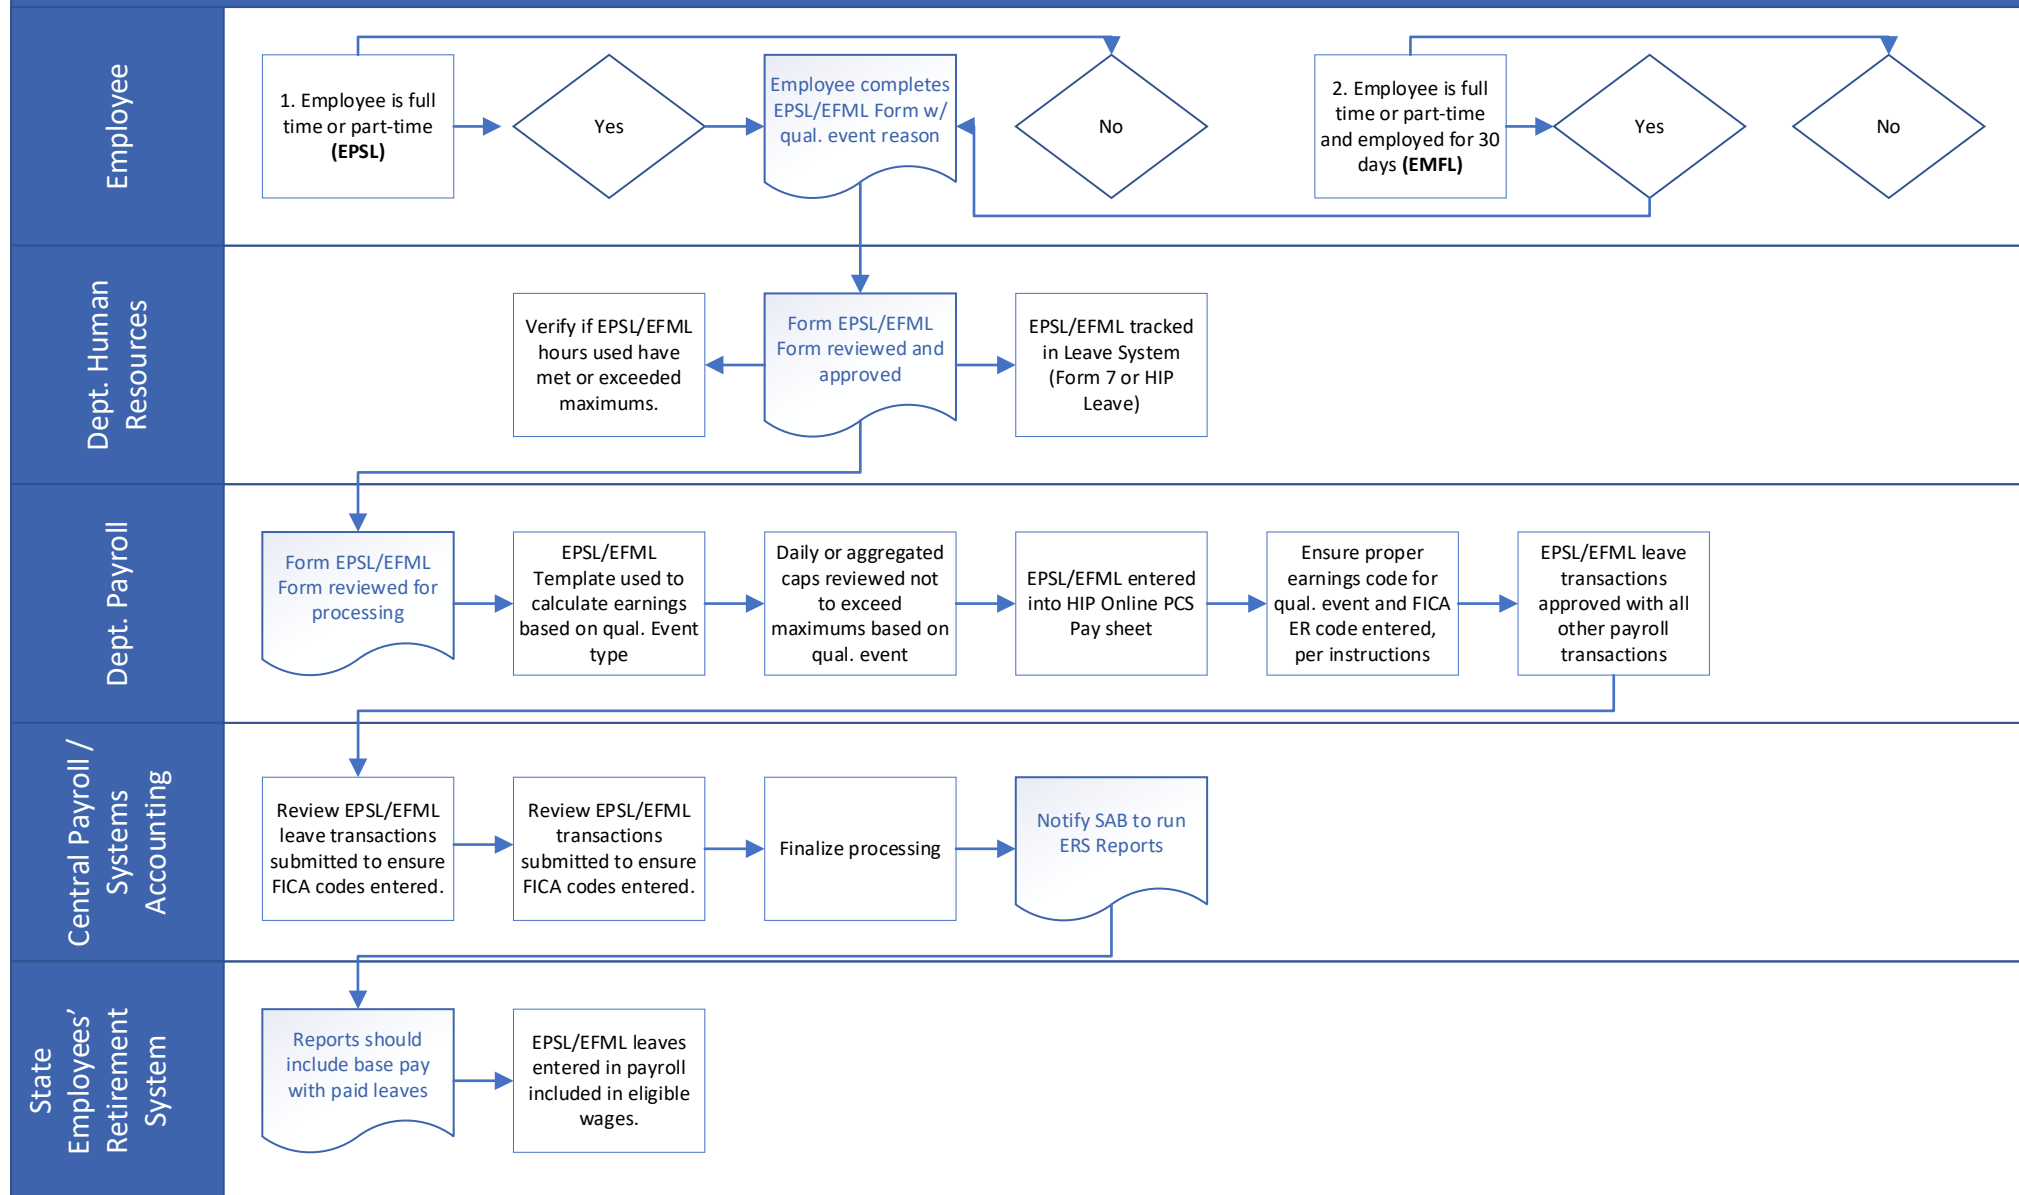 Employee
1. Employee is full
time or part-time
(EPSL)
Yes
Employee completes
EPSL/EFML Form w/
qual. event reason
No
2. Employee is full
time or part-time
and employed for 30
days (EMFL)
Yes
No
Dept. Human
Resources
Verify if EPSL/EFML
hours used have
met or exceeded
maximums.
Form EPSL/EFML
Form reviewed and
approved
EPSL/EFML tracked
in Leave System
(Form 7 or HIP
Leave)
Dept. Payroll
Form EPSL/EFML
Form reviewed for
processing
EPSL/EFML
Template used to
calculate earnings
based on qual. Event
type
Daily or aggregated
caps reviewed not
to exceed
maximums based on
qual. event
EPSL/EFML entered
into HIP Online PCS
Pay sheet
Ensure proper
earnings code for
qual. event and FICA
ER code entered,
per instructions
EPSL/EFML leave
transactions
approved with all
other payroll
transactions
Central Payroll /
Systems
Accounting
Review EPSL/EFML
leave transactions
submitted to ensure
FICA codes entered.
Review EPSL/EFML
transactions
submitted to ensure
FICA codes entered.
Finalize processing
Notify SAB to run
ERS Reports
State
Employees’
Retirement
System
Reports should
include base pay
with paid leaves
EPSL/EFML leaves
entered in payroll
included in eligible
wages.